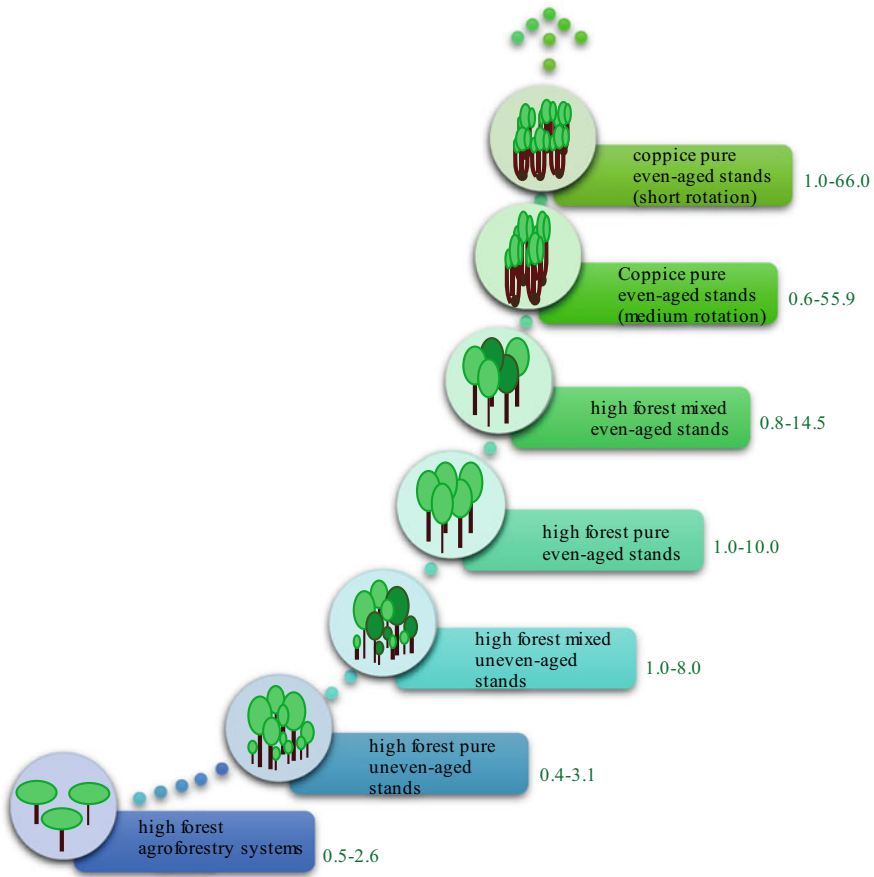 coppice pure
even-aged stands
(short rotation)
1.0-66.0
Coppice pure
even-aged stands
(medium rotation)
0.6-55.9
high forest mixed
even-aged stands
0.8-14.5
high forest pure
even-aged stands
1.0-10.0
high forest mixed
uneven-aged
stands
1.0-8.0
high forest pure
uneven-aged
stands
0.4-3.1
high forest
agroforestry systems
0.5-2.6